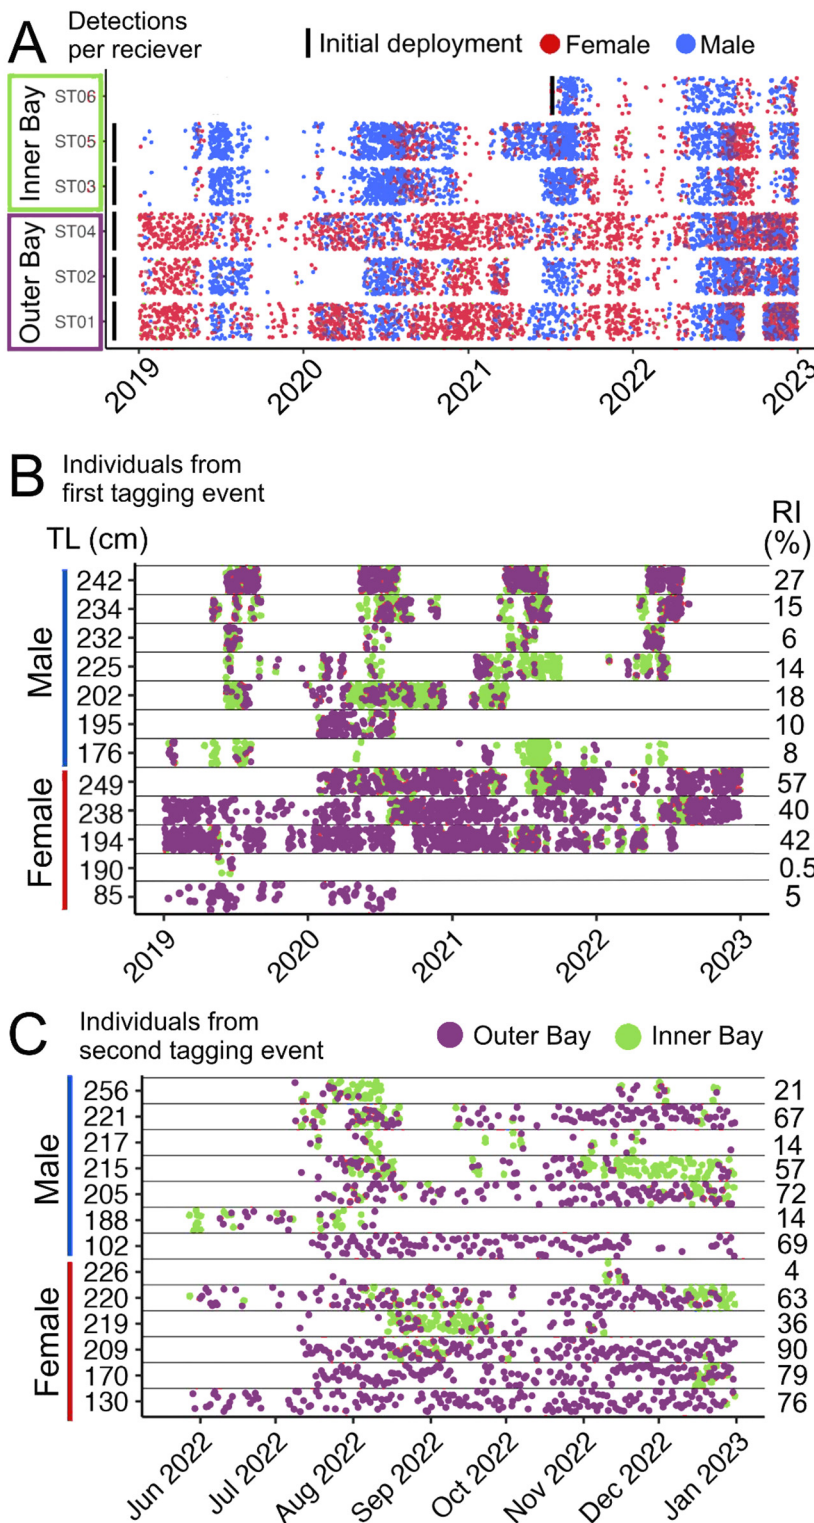 A
Detections
per reciever
Initial deployment
Female
Male
Inner Bay
ST06
ST05
ST03
Outer Bay
ST04
ST02
ST01
2019
2020
2021
2022
2023
B
Individuals from
first tagging event
TL (cm)
RI
(%)
Male
242 27
234 15
232 6
225 14
202 18
195 10
176 8
Female
249 57
238 40
194 42
190 0.5
85 5
2019
2020
2021
2022
2023
C
Individuals from
second tagging event
Outer Bay
Inner Bay
Male
256 21
221 67
217 14
215 57
205 72
188 14
102 69
Female
226 4
220 63
219 36
209 90
170 79
130 76
Jun 2022
Jul 2022
Aug 2022
Sep 2022
Oct 2022
Nov 2022
Dec 2022
Jan 2023